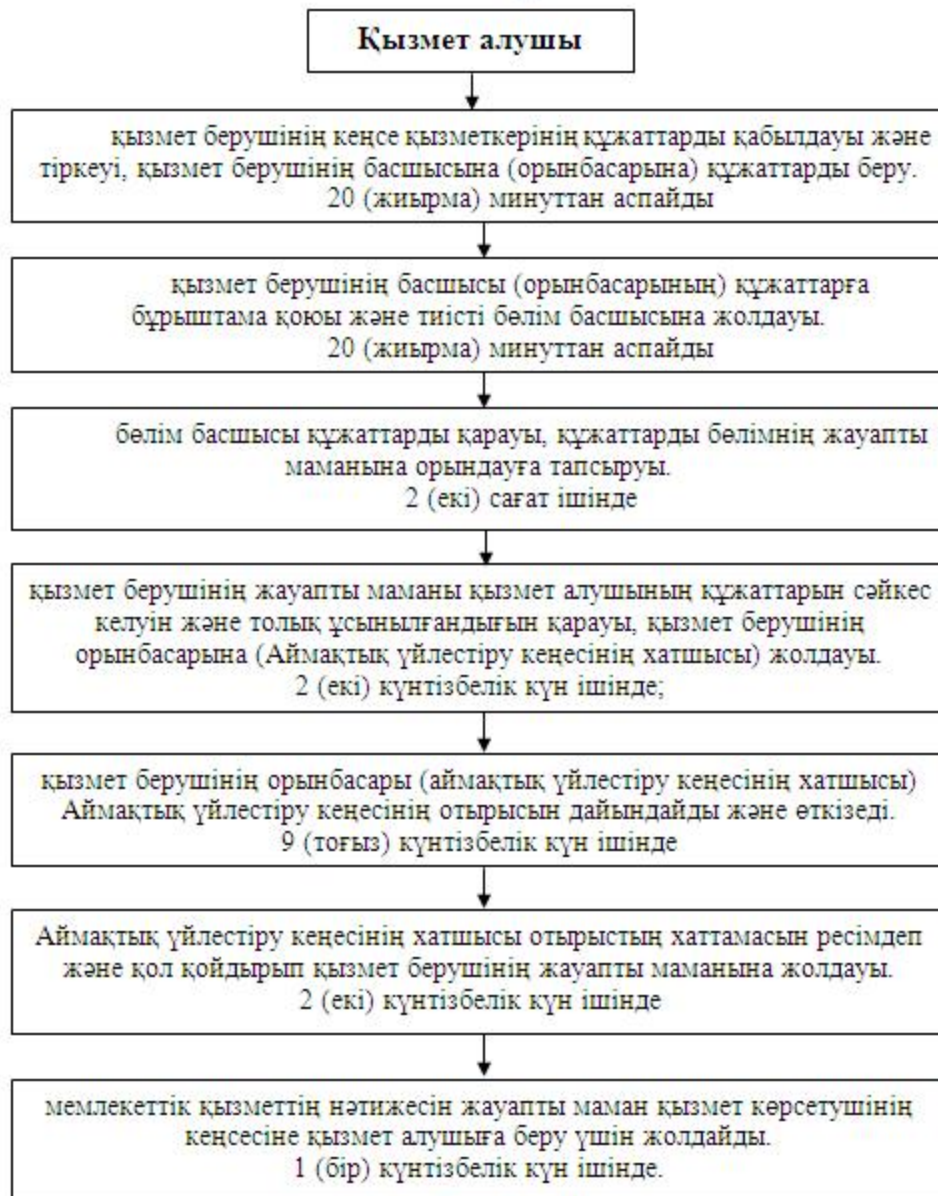 Қызмет алушы
қызмет берушінің кеңсе қызметкерінің құжаттарды қабылдауы және
тіркеуі, қызмет берушінің басшысына (орынбасарына) құжаттарды беру.
20 (жиырма) минуттан аспайды
қызмет берушінің басшысы (орынбасарының) құжаттарға
бұрыштама қоюы және тиісті бөлім басшысына жолдауы.
20 (жиырма) минуттан аспайды
бөлім басшысы құжаттарды қарауы, құжаттарды бөлімнің жауапты
маманына орындауға тапсыруы.
2 (екі) сағат ішінде
қызмет берушінің жауапты маманы қызмет алушының құжаттарын сәйкес
келуін және толық ұсынылғандығын қарауы, қызмет берушінің
орынбасарына (Аймақтық үйлестіру кеңесінің хатшысы) жолдауы.
2 (екі) күнтізбелік күн ішінде;
қызмет берушінің орынбасары (аймақтық үйлестіру кеңесінің хатшысы)
Аймақтық үйлестіру кеңесінің отырысын дайындайды және өткізеді.
9 (тоғыз) күнтізбелік күн ішінде
Аймақтық үйлестіру кеңесінің хатшысы отырыстың хаттамасын ресімдеп
және қол қойдырып қызмет берушінің жауапты маманына жолдауы.
2 (екі) күнтізбелік күн ішінде
мемлекеттік қызметтің нәтижесін жауапты маман қызмет көрсетушінің
кеңсесіне қызмет алушыға беру үшін жолдайды.
1 (бір) күнтізбелік күн ішінде.